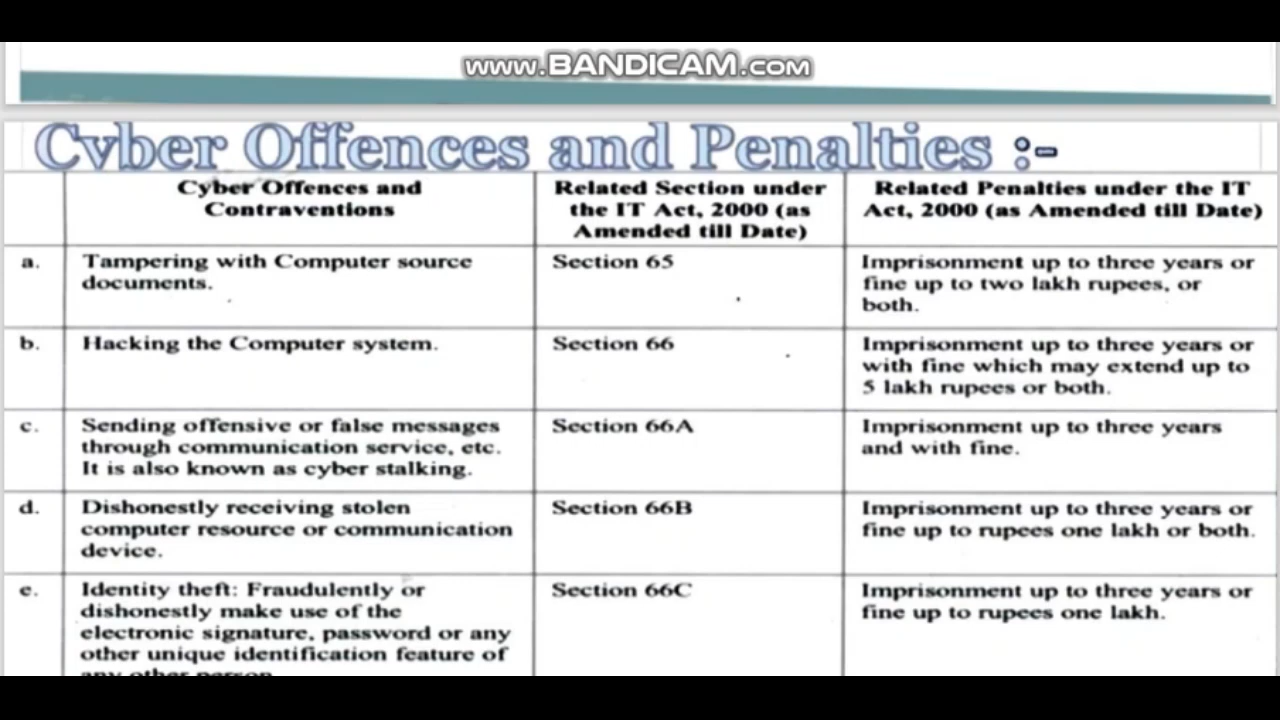 www.BANDICAM.com
Cyber Offences and Penalties :-
Cyber Offences and
Contraventions
Related Section under
the IT Act, 2000 (as
Amended till Date)
Related Penalties under the IT
Act, 2000 (as Amended till Date)
a.
Tampering with Computer source
documents.
Section 65
Imprisonment up to three years or
fine up to two lakh rupees, or
both.
b.
Hacking the Computer system.
Section 66
Imprisonment up to three years or
with fine which may extend up to
5 lakh rupees or both.
c.
Sending offensive or false messages
through communication service, etc.
It is also known as cyber stalking.
Section 66A
Imprisonment up to three years
and with fine.
d.
Dishonestly receiving stolen
computer resource or communication
device.
Section 66B
Imprisonment up to three years or
fine up to rupees one lakh or both.
e.
Identity theft: Fraudulently or
dishonestly make use of the
electronic signature, password or any
other unique identification feature of
any other person
Section 66C
Imprisonment up to three years or
fine up to rupees one lakh.